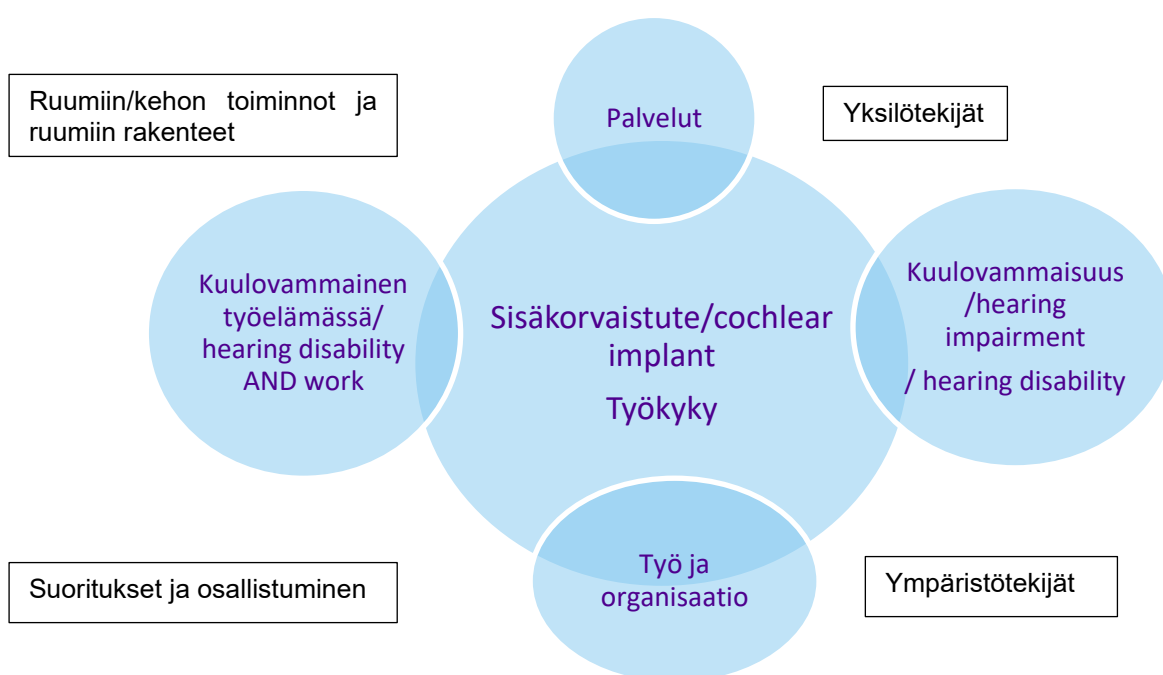 Ruumiin/kehon toiminnot ja
ruumiin rakenteet
Palvelut
Yksilötekijät
Kuulovammainen
työelämässä/
hearing disability
AND work
Sisäkorvaistute/cochlear
implant
Työkyky
Kuulovammaisuus
/hearing
impairment
/ hearing disability
Työ ja
organisaatio
Suoritukset ja osallistuminen
Ympäristötekijät